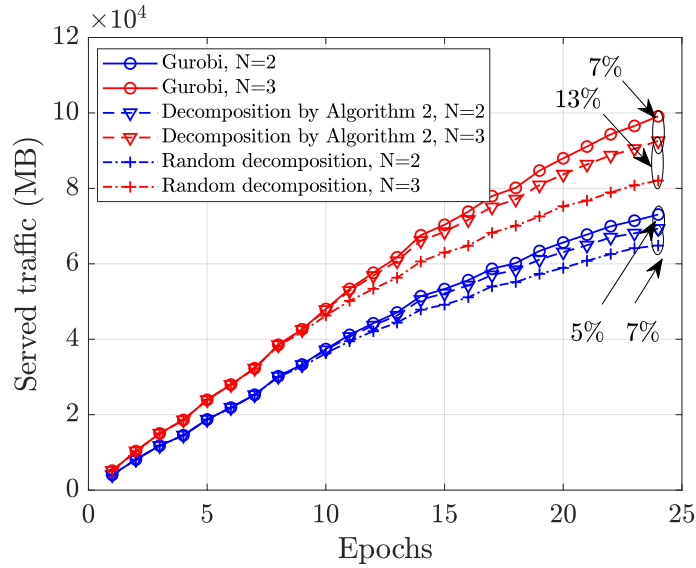 ×10⁴
12
10
8
6
4
2
0
0 5 10 15 20 25
Served traffic (MB)
Epochs
Gurobi, N=2
Gurobi, N=3
Decomposition by Algorithm 2, N=2
Decomposition by Algorithm 2, N=3
Random decomposition, N=2
Random decomposition, N=3
7%
13%
5% 7%